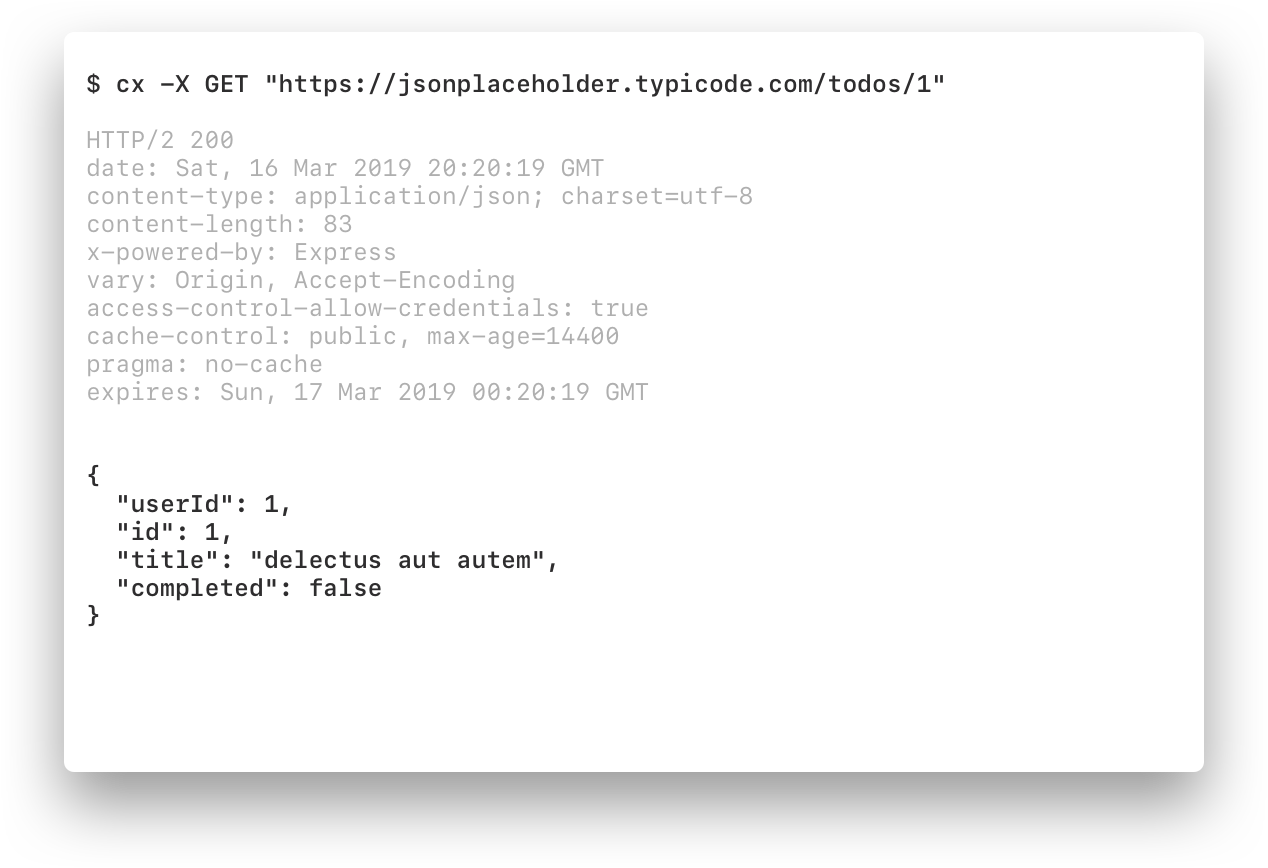 $ cx -X GET "https://jsonplaceholder.typicode.com/todos/1"
HTTP/2 200
date: Sat, 16 Mar 2019 20:20:19 GMT
content-type: application/json; charset=utf-8
content-length: 83
x-powered-by: Express
vary: Origin, Accept-Encoding
access-control-allow-credentials: true
cache-control: public, max-age=14400
pragma: no-cache
expires: Sun, 17 Mar 2019 00:20:19 GMT
{
  "userId": 1,
  "id": 1,
  "title": "delectus aut autem",
  "completed": false
}